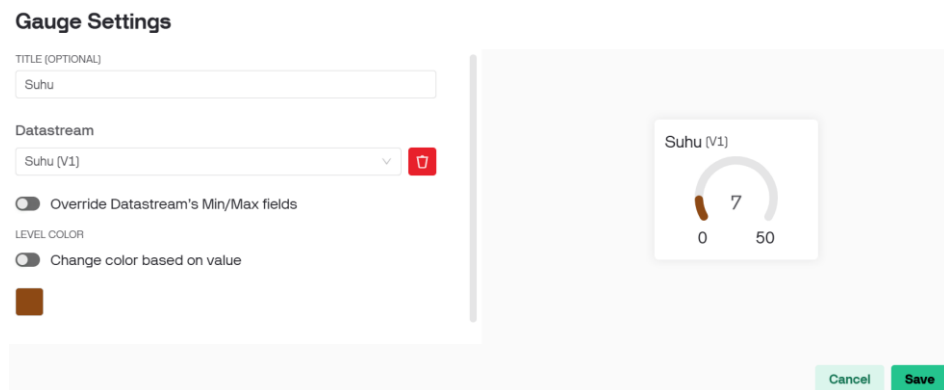 Gauge Settings
TITLE (OPTIONAL)
Suhu
Datastream
Suhu (V1)
Override Datastream's Min/Max fields
LEVEL COLOR
Change color based on value
Suhu (V1)
7
0 50
Cancel Save